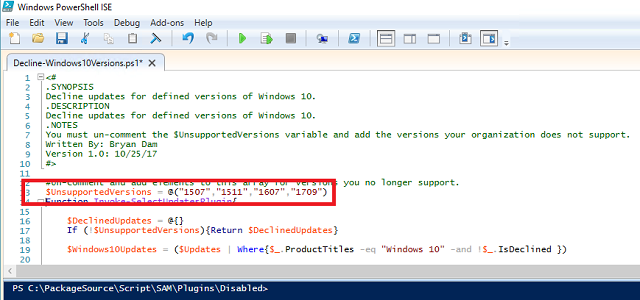 Windows PowerShell ISE
File Edit View Tools Debug Add-ons Help
Decline-Windows10Versions.ps1* X
1 <#
2 .SYNOPSIS
3 Decline updates for defined versions of Windows 10.
4 .DESCRIPTION
5 Decline updates for defined versions of Windows 10.
6 .NOTES
7 You must un-comment the $UnsupportedVersions variable and add the versions your organization does not support.
8 Written By: Bryan Dam
9 Version 1.0: 10/25/17
10 #>
11
12 #Un-comment and add elements to this array for versions you no longer support.
13 $UnsupportedVersions = @("1507","1511","1607","1709")
14 Function Invoke-SelectUpdatesPlugin{
15
16 $DeclinedUpdates = @{}
17 If (!$UnsupportedVersions){Return $DeclinedUpdates}
18
19 $Windows10Updates = ($Updates | Where{$_.ProductTitles -eq "Windows 10" -and !$_.IsDeclined })
20
PS C:\PackageSource\Script\SAM\Plugins\Disabled>